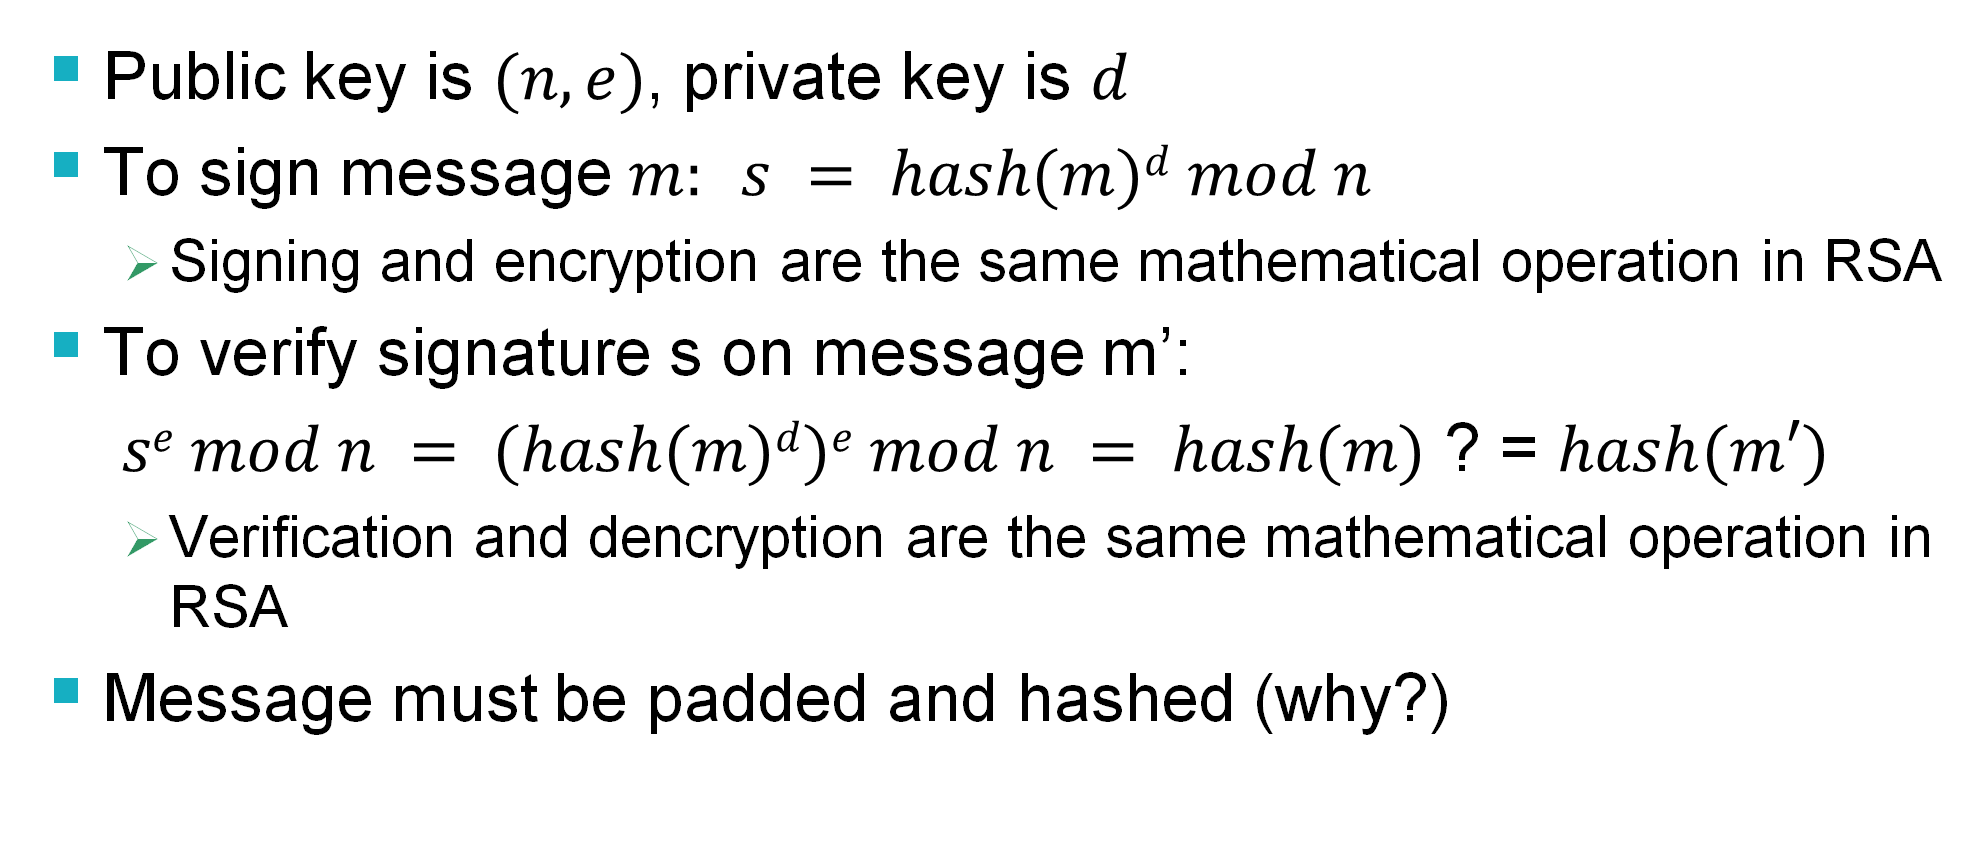 Public key is (n, e), private key is d
To sign message m: s = hash(m)^d mod n
Signing and encryption are the same mathematical operation in RSA
To verify signature s on message m’:
s^e mod n = (hash(m)^d)^e mod n = hash(m) ? = hash(m′)
Verification and dencryption are the same mathematical operation in
RSA
Message must be padded and hashed (why?)